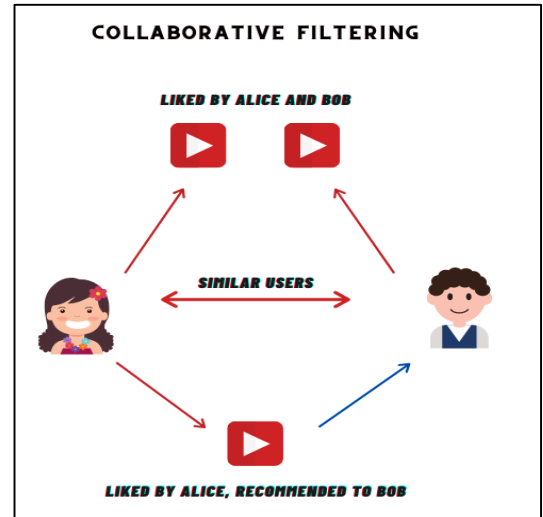 COLLABORATIVE FILTERING
LIKED BY ALICE AND BOB
SIMILAR USERS
LIKED BY ALICE, RECOMMENDED TO BOB